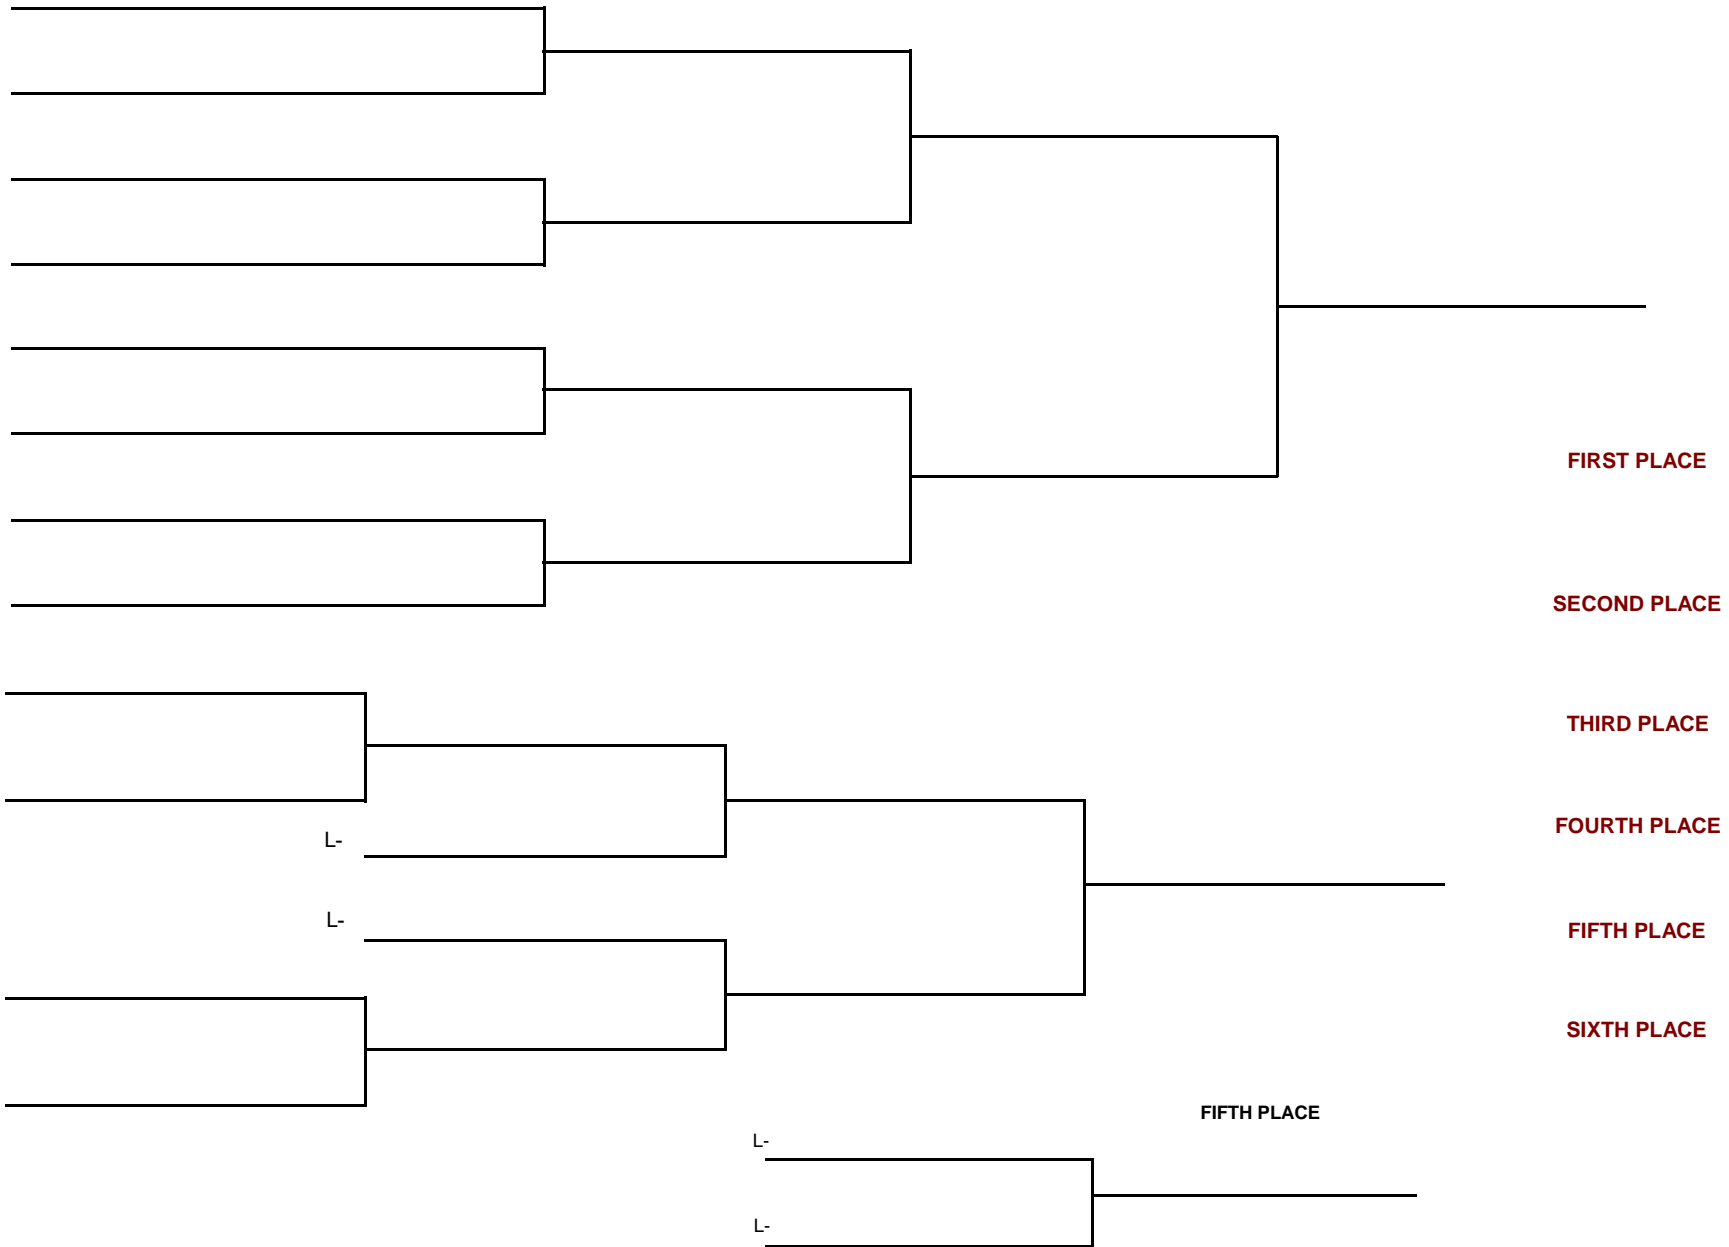 FIRST PLACE
SECOND PLACE
THIRD PLACE
FOURTH PLACE
L-
L-
FIFTH PLACE
SIXTH PLACE
FIFTH PLACE
L-
L-